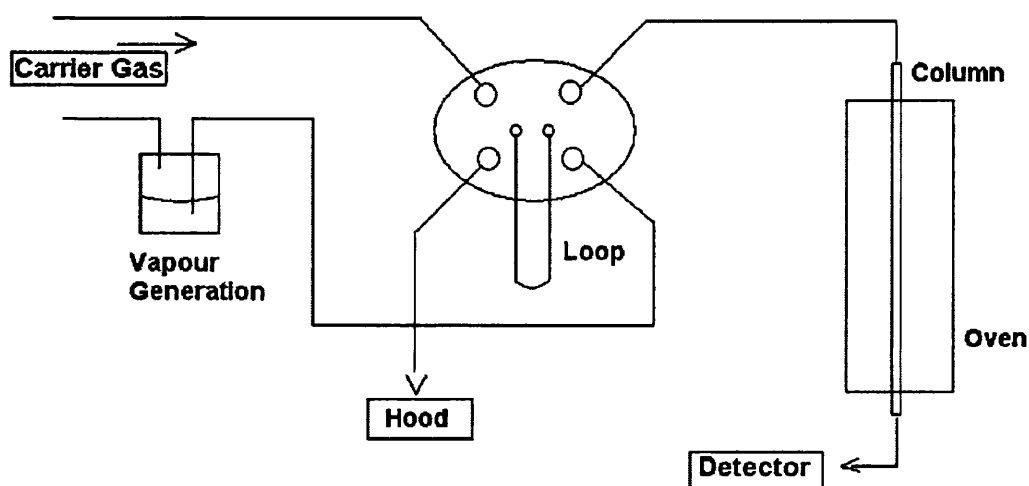 Carrier Gas
Column
Vapour
Generation
Loop
Oven
Hood
Detector